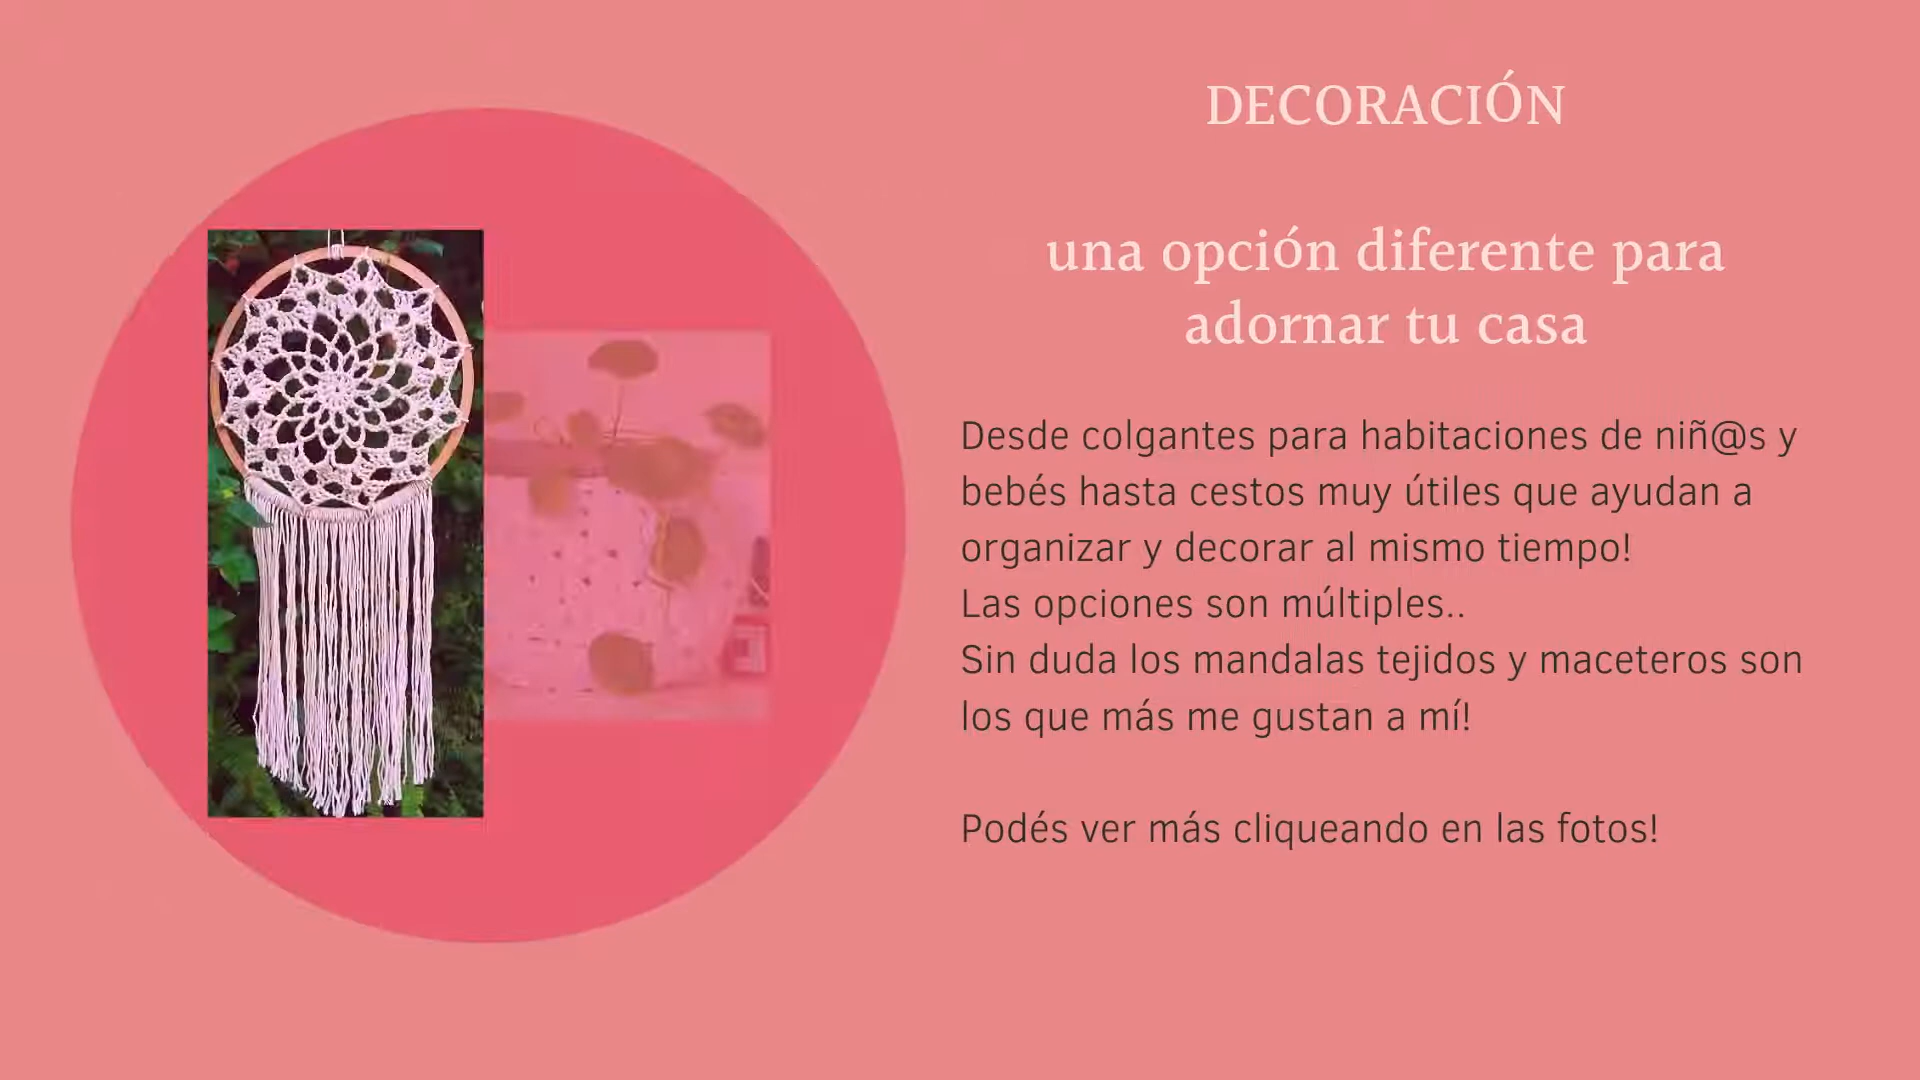 DECORACIÓN
una opción diferente para
adornar tu casa
Desde colgantes para habitaciones de niñ@s y
bebés hasta cestos muy útiles que ayudan a
organizar y decorar al mismo tiempo!
Las opciones son múltiples..
Sin duda los mandalas tejidos y maceteros son
los que más me gustan a mí!
Podés ver más cliqueando en las fotos!